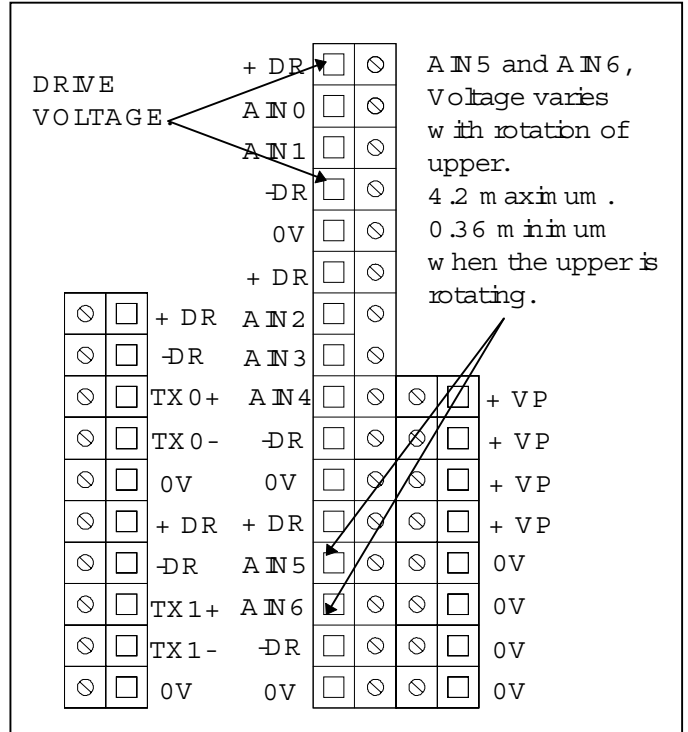 DRIVE
VOLTAGE.
+ DR
AIN0
AIN1
-DR
0V
+ DR
AIN2
AIN3
AIN4
-DR
0V
+ DR
AIN5
AIN6
-DR
0V
AIN5 and AIN6,
Voltage varies
with rotation of
upper.
4.2 maximum.
0.36 minimum
when the upper is
rotating.
+ DR
-DR
TX0+
TX0-
0V
+ DR
-DR
TX1+
TX1-
0V
+ VP
+ VP
+ VP
+ VP
0V
0V
0V
0V